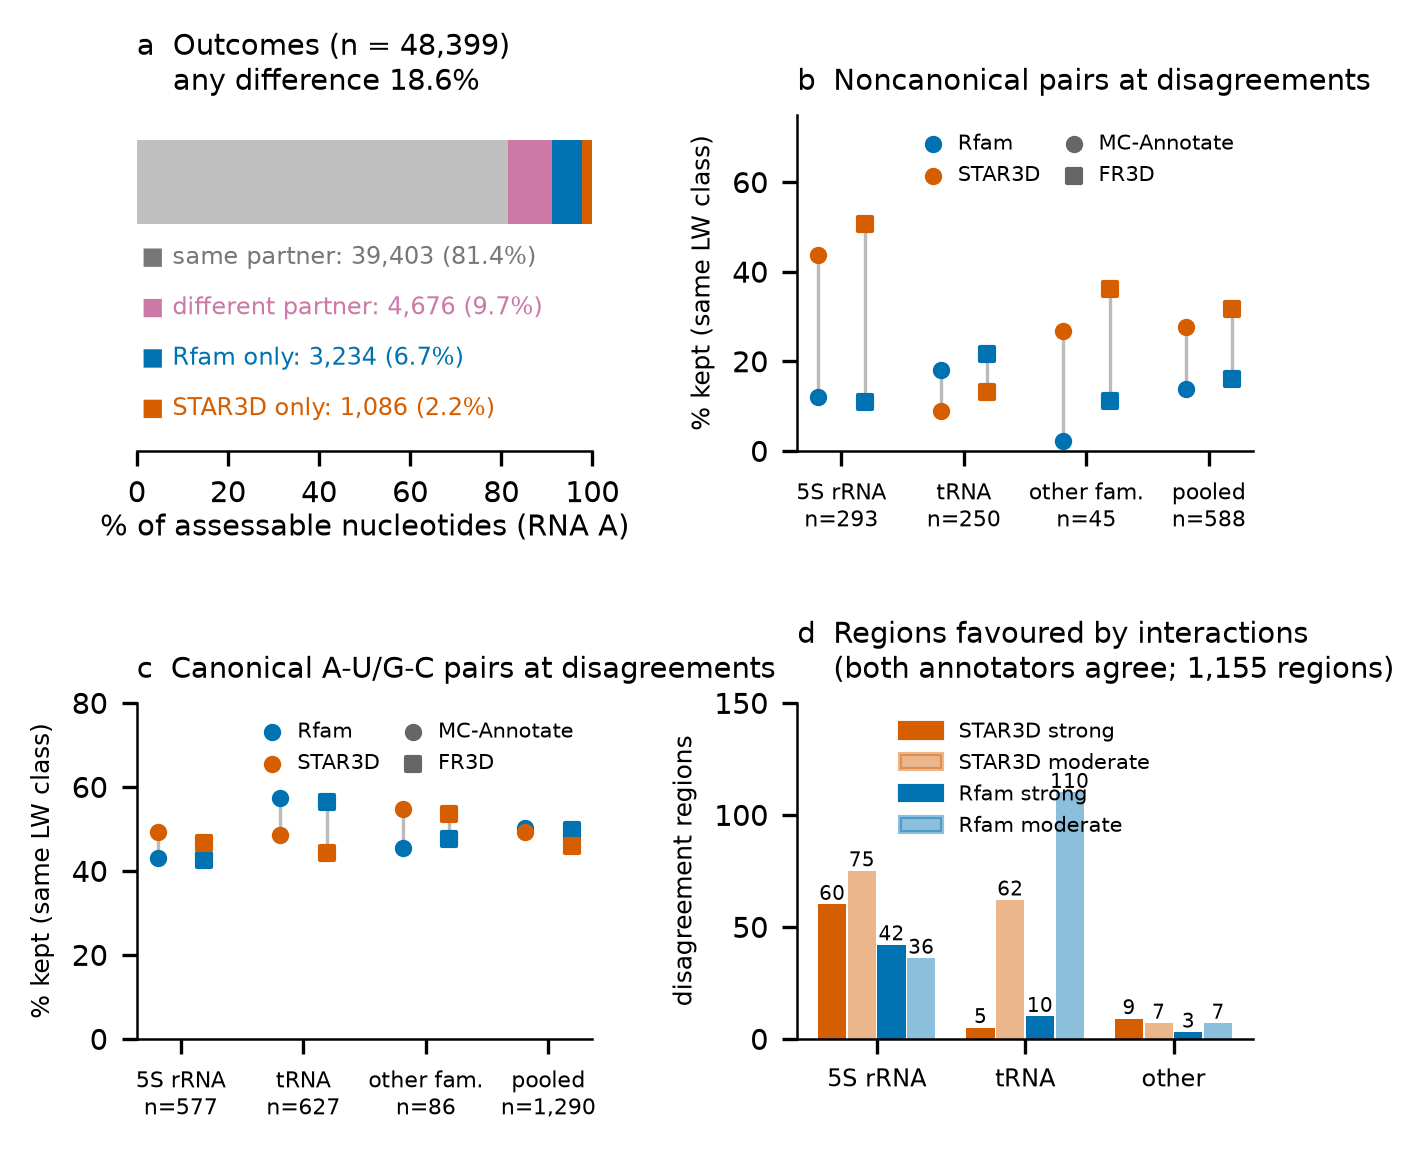 a Outcomes (n = 48,399)
any difference 18.6%
same partner: 39,403 (81.4%)
different partner: 4,676 (9.7%)
Rfam only: 3,234 (6.7%)
STAR3D only: 1,086 (2.2%)
0 20 40 60 80 100
% of assessable nucleotides (RNA A)
b Noncanonical pairs at disagreements
Rfam MC-Annotate
STAR3D FR3D
% kept (same LW class)
60
40
20
0
5S rRNA tRNA other fam. pooled
n=293 n=250 n=45 n=588
c Canonical A-U/G-C pairs at disagreements
Rfam MC-Annotate
STAR3D FR3D
% kept (same LW class)
80
60
40
20
0
5S rRNA tRNA other fam. pooled
n=577 n=627 n=86 n=1,290
d Regions favoured by interactions
(both annotators agree; 1,155 regions)
STAR3D strong
STAR3D moderate
Rfam strong
Rfam moderate
disagreement regions
150
100
50
0
60 75 42 36
5 62 10 110
9 7 3 7
5S rRNA tRNA other